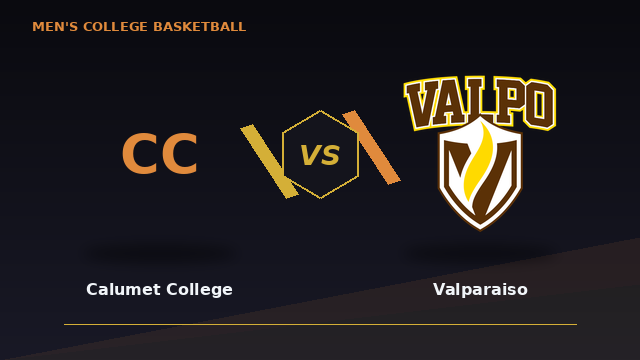 MEN'S COLLEGE BASKETBALL
VALPO
CC
VS
Calumet College
Valparaiso